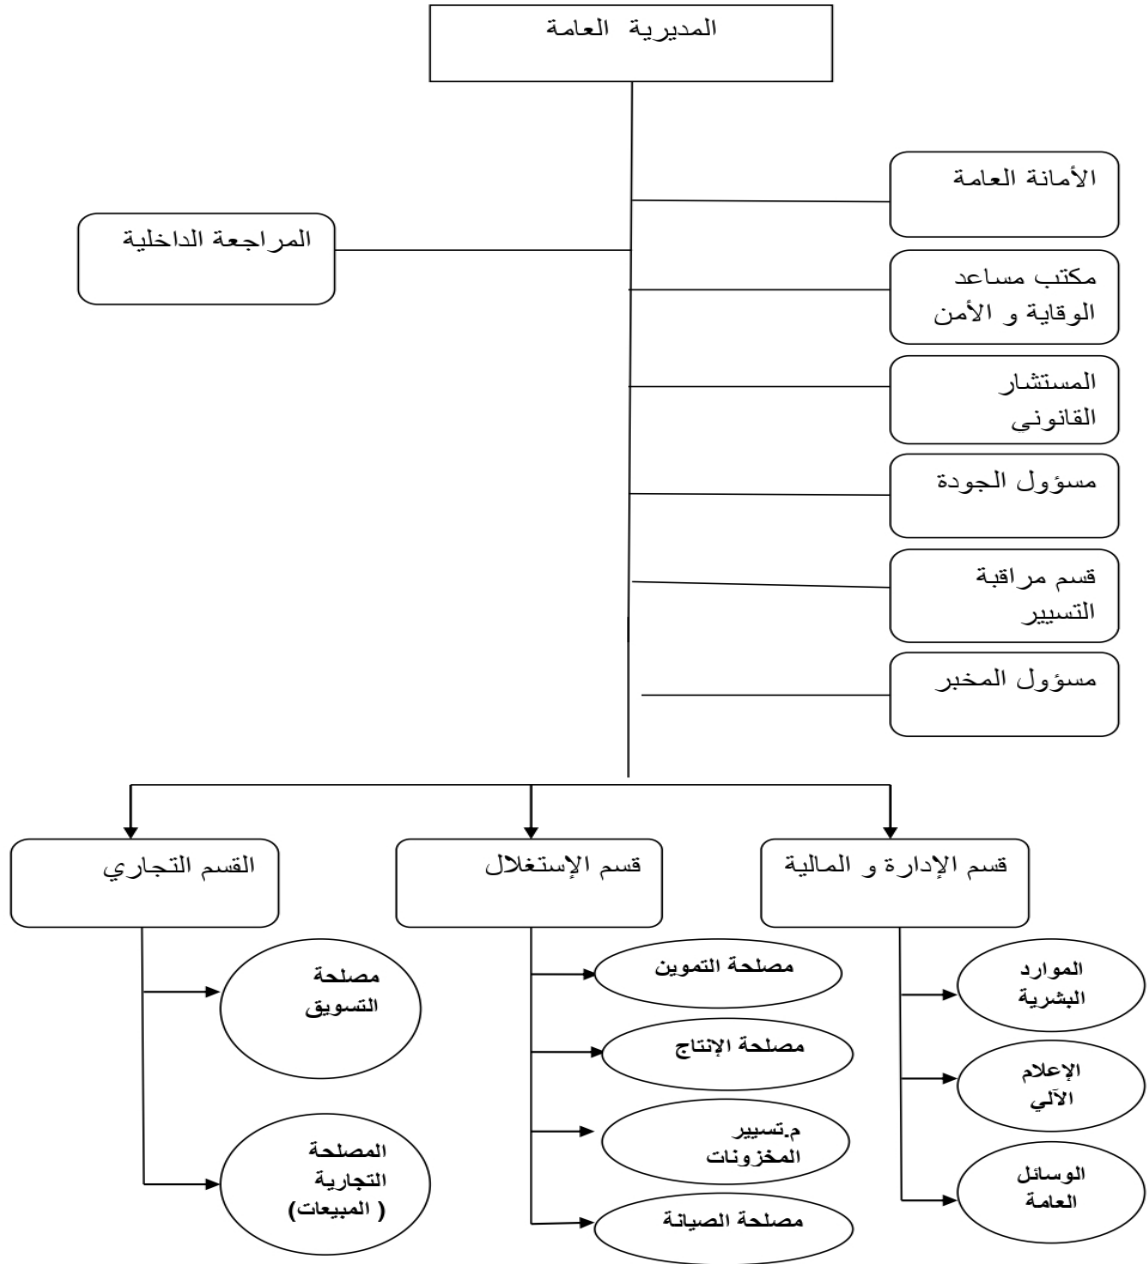 المديرية العامة
الأمانة العامة
المراجعة الداخلية
مكتب مساعد
الوقاية و الأمن
المستشار
القانوني
مسؤول الجودة
قسم مراقبة
التسيير
مسؤول المخبر
قسم الإدارة و المالية
قسم الإستغلال
القسم التجاري
الموارد
البشرية
الإعلام
الآلي
الوسائل
العامة
مصلحة التموين
مصلحة الإنتاج
م.تسيير
المخزونات
مصلحة الصيانة
مصلحة
التسويق
المصلحة
التجارية
( المبيعات)